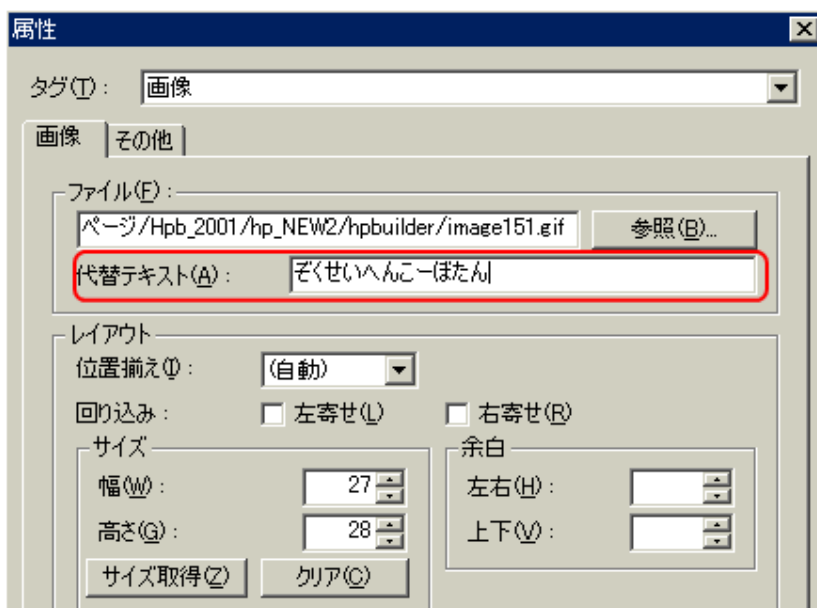 属性
タグ(T): 画像
画像 その他
ファイル(F):
ページ/Hpb_2001/hp_NEW2/hpbuilder/image151.gif 参照(B)...
代替テキスト(A): ぞくせいへんこーぼたん
レイアウト
位置揃え(I): (自動)
回り込み: 左寄せ(L) 右寄せ(R)
サイズ 余白
幅(W): 27 左右(H):
高さ(G): 28 上下(V):
サイズ取得(Z) クリア(C)